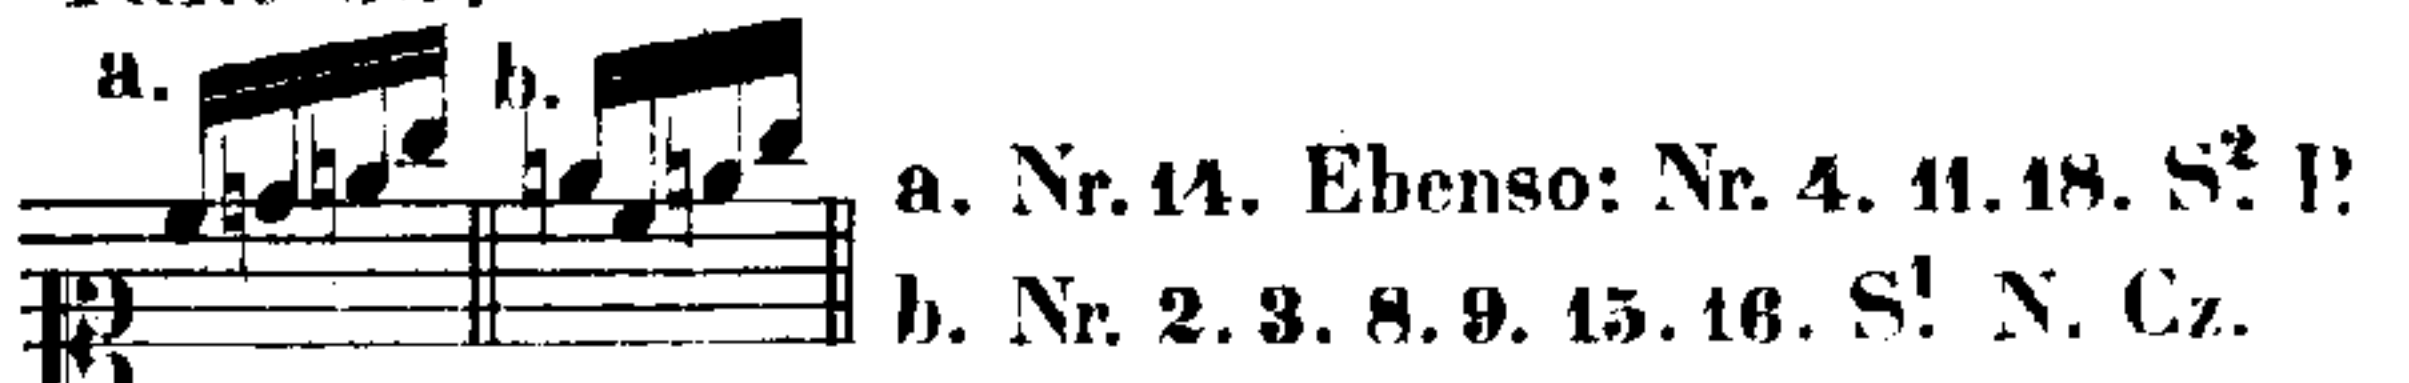 a. b.
a. Nr. 14. Ebenso: Nr. 4. 11. 18. S². P.
b. Nr. 2. 3. 8. 9. 15. 16. S¹. N. Cz.